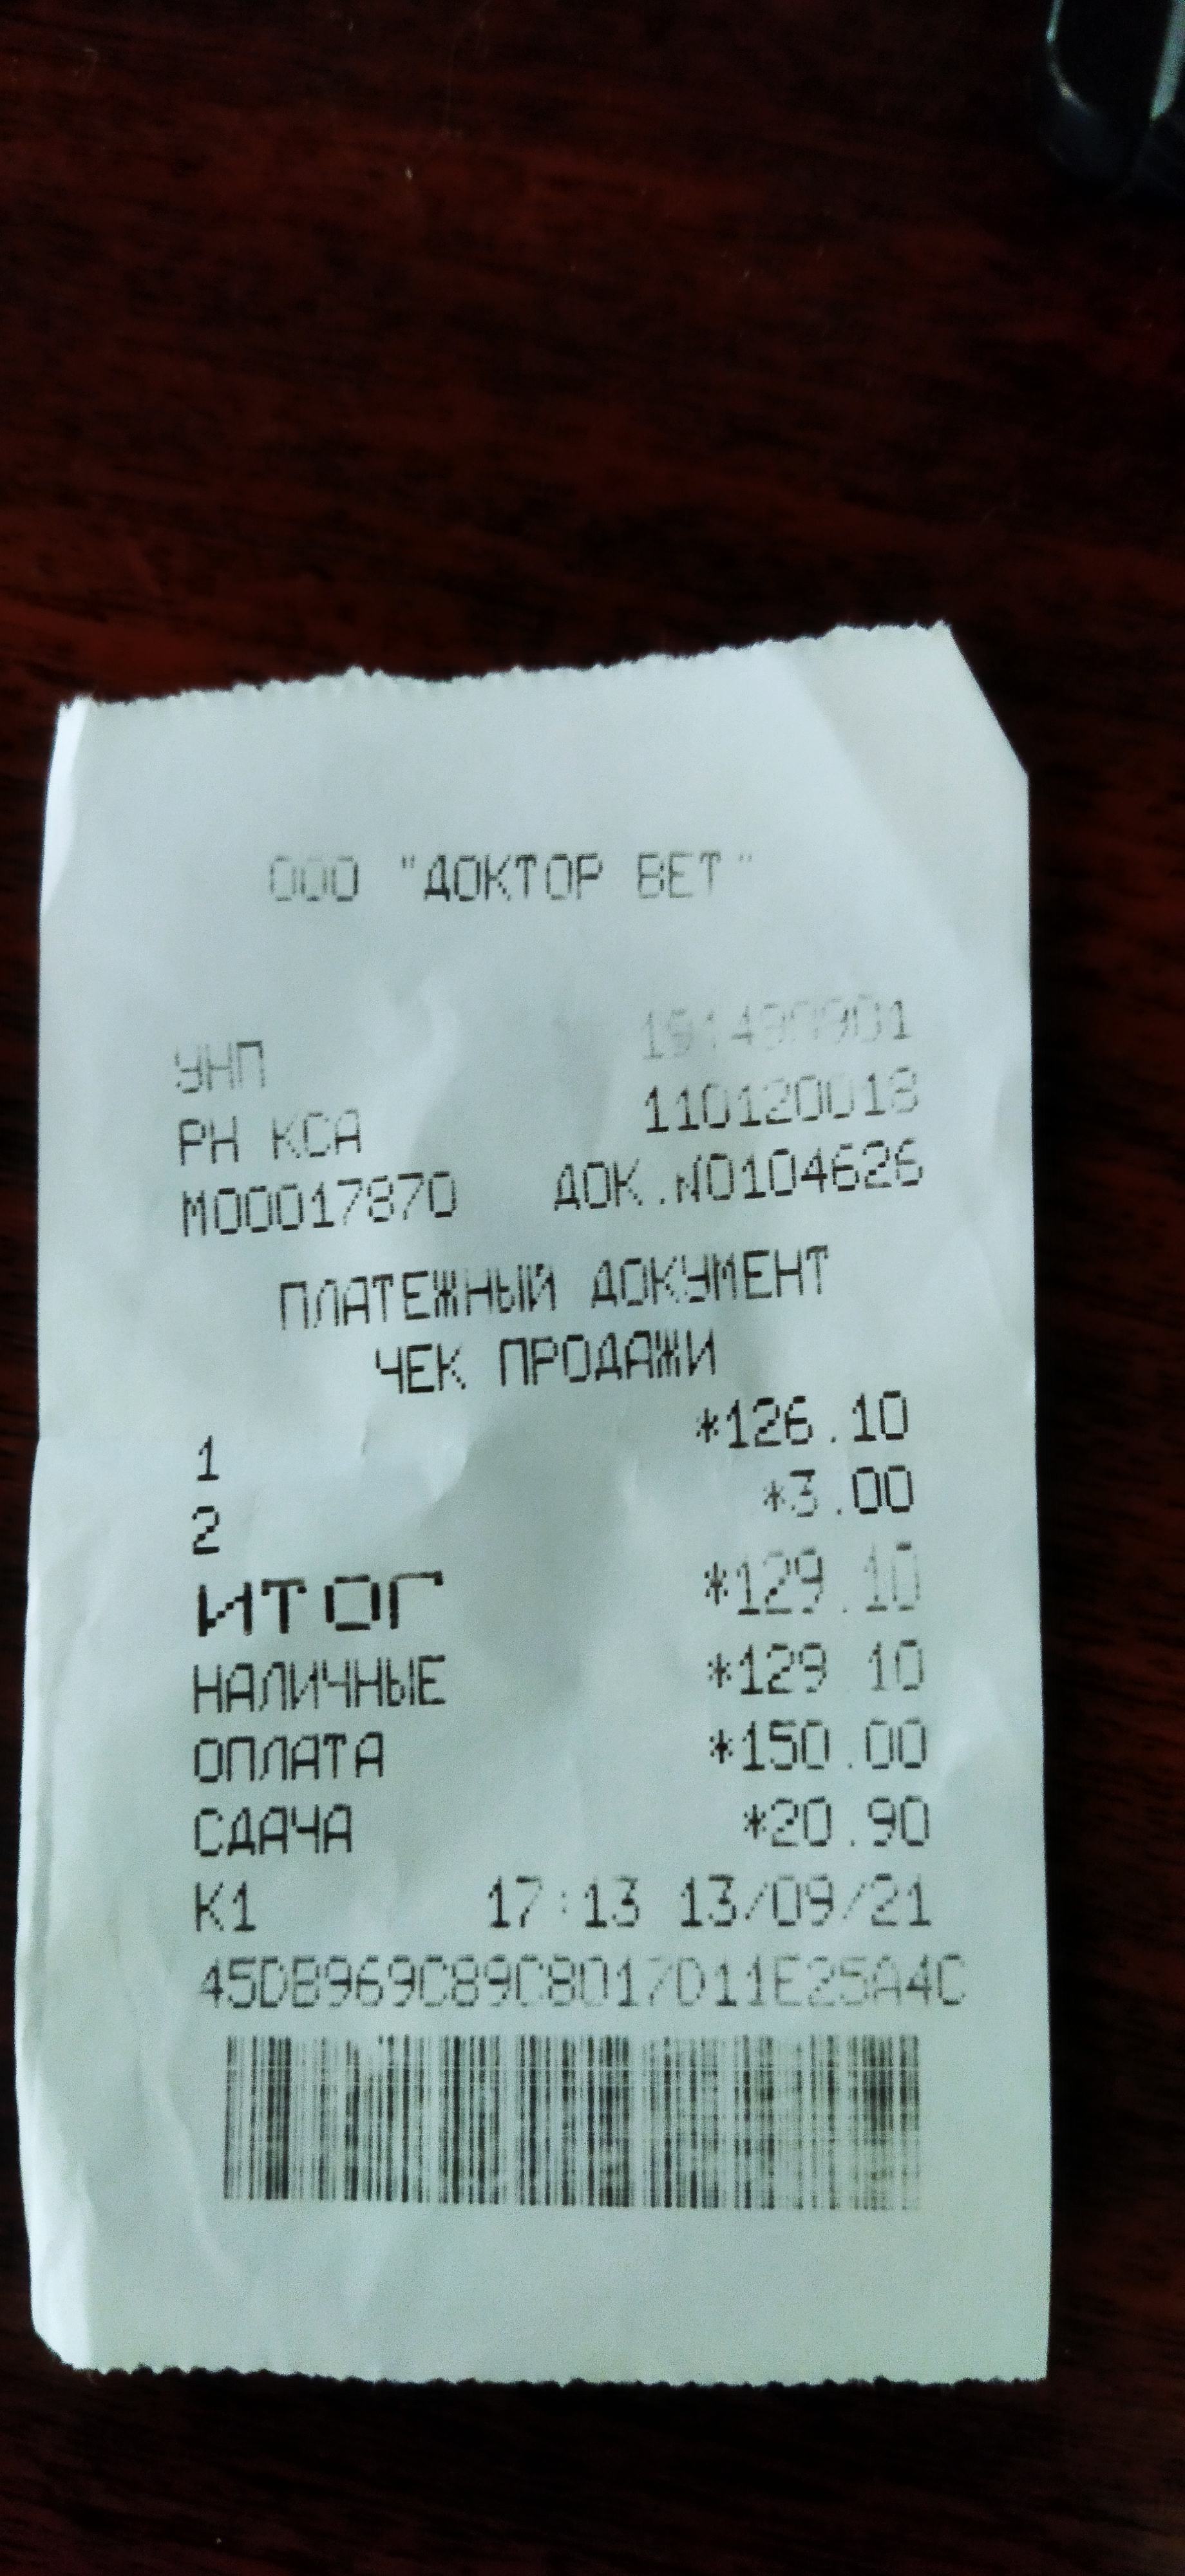 ООО "ДОКТОР ВЕТ"
УНП
РН КСА 110120018
М00017870 ДОК.N0104626
ПЛАТЕЖНЫЙ ДОКУМЕНТ
ЧЕК ПРОДАЖИ
1 *126.10
2 *3.00
ИТОГ *129.10
НАЛИЧНЫЕ *129.10
ОПЛАТА *150.00
СДАЧА *20.90
К1 17:13 13/09/21
45DB969C89C8017D11E25A4C